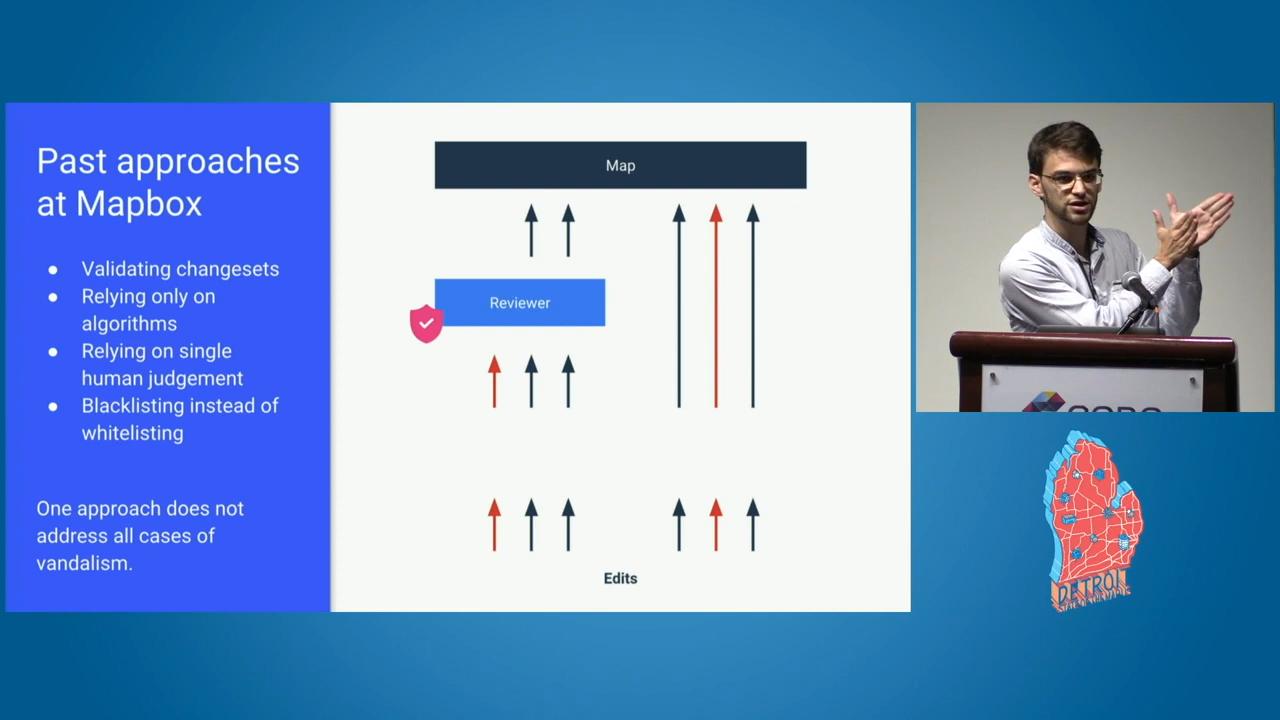 Past approaches
at Mapbox
● Validating changesets
● Relying only on
algorithms
● Relying on single
human judgement
● Blacklisting instead of
whitelisting
One approach does not
address all cases of
vandalism.
Map
Reviewer
Edits
DETROIT